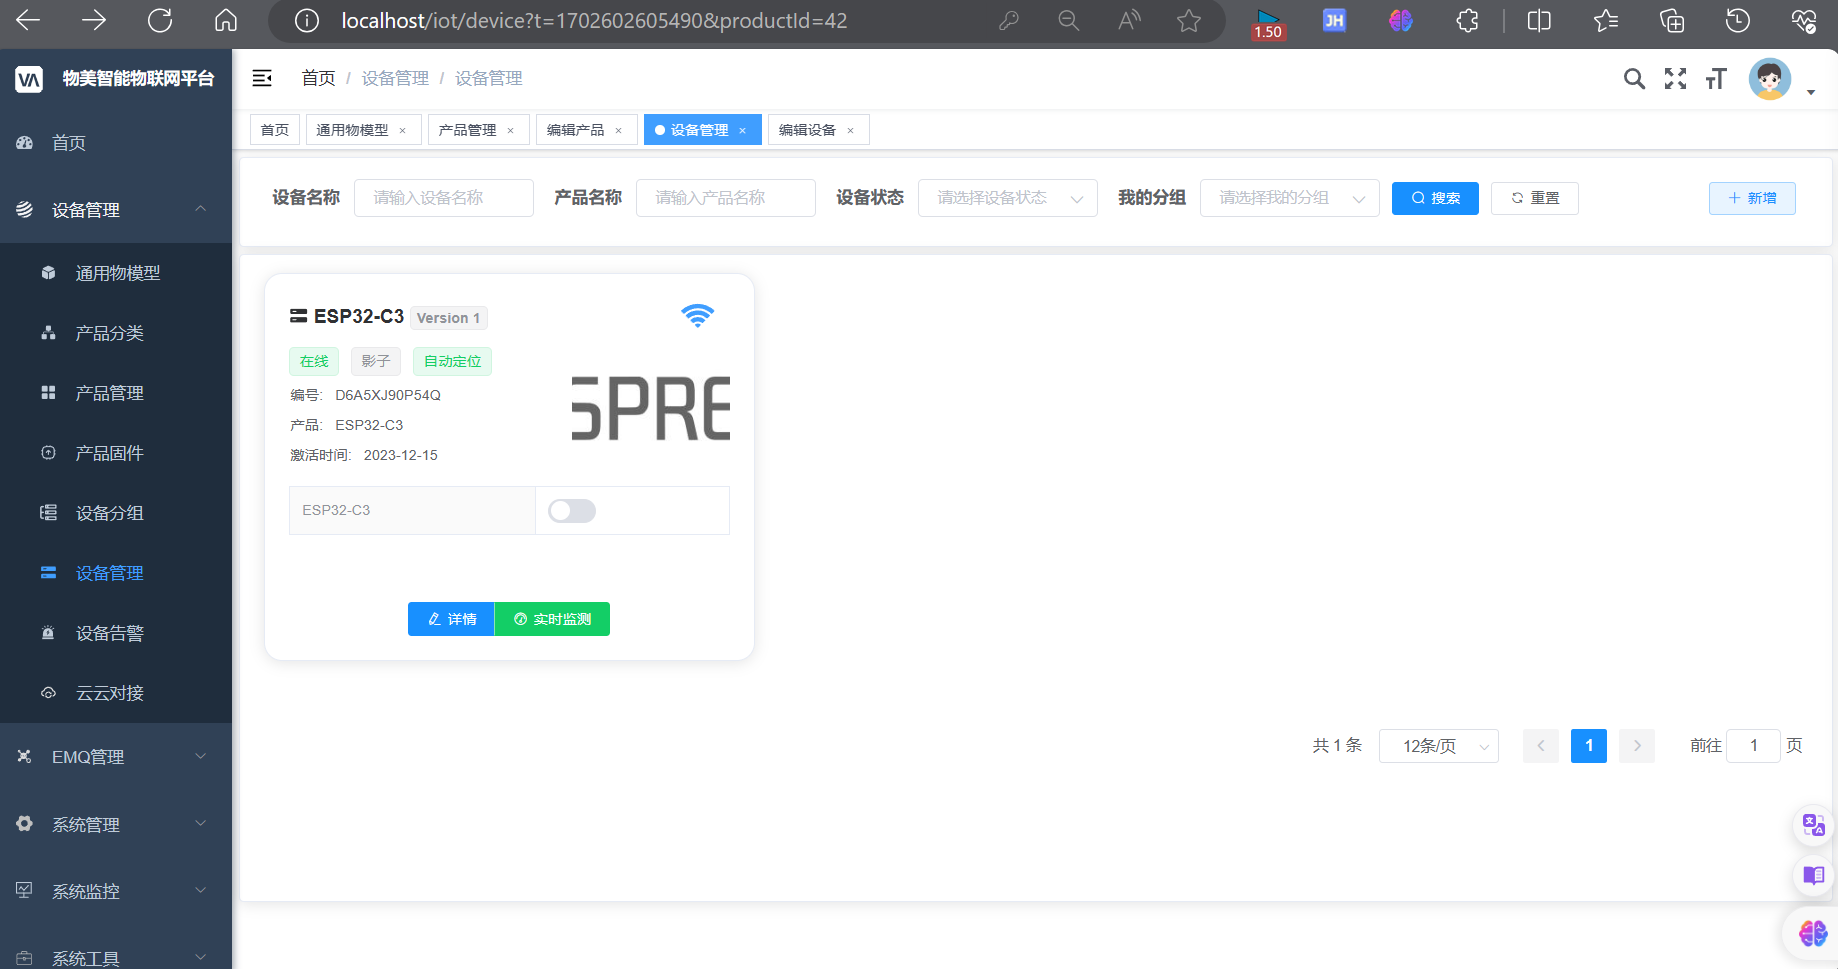 localhost/iot/device?t=1702602605490&productId=42
1.50
JH
物美智能物联网平台
首页 / 设备管理 / 设备管理
首页
通用物模型 ×
产品管理 ×
编辑产品 ×
设备管理 ×
编辑设备 ×
首页
设备管理
通用物模型
产品分类
产品管理
产品固件
设备分组
设备管理
设备告警
云云对接
EMQ管理
系统管理
系统监控
系统工具
设备名称 请输入设备名称 产品名称 请输入产品名称 设备状态 请选择设备状态 我的分组 请选择我的分组 搜索 重置 新增
ESP32-C3 Version 1
在线 影子 自动定位
编号: D6A5XJ90P54Q
产品: ESP32-C3
激活时间: 2023-12-15
SPRE
ESP32-C3
详情 实时监测
共 1 条 12条/页 1 前往 1 页